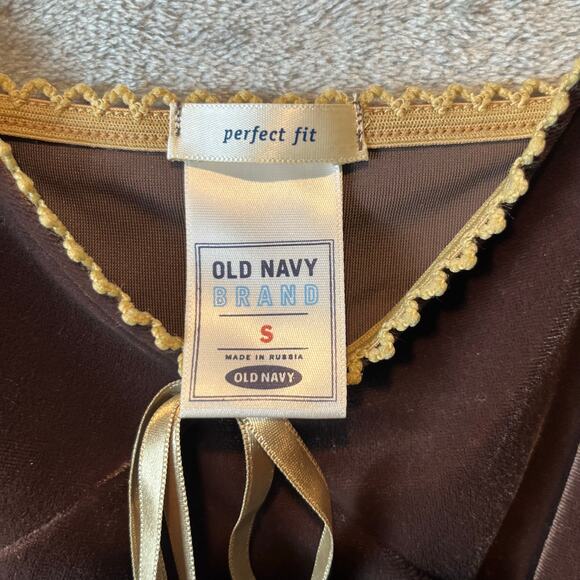 perfect fit
OLD NAVY
BRAND
S
MADE IN RUSSIA
OLD NAVY